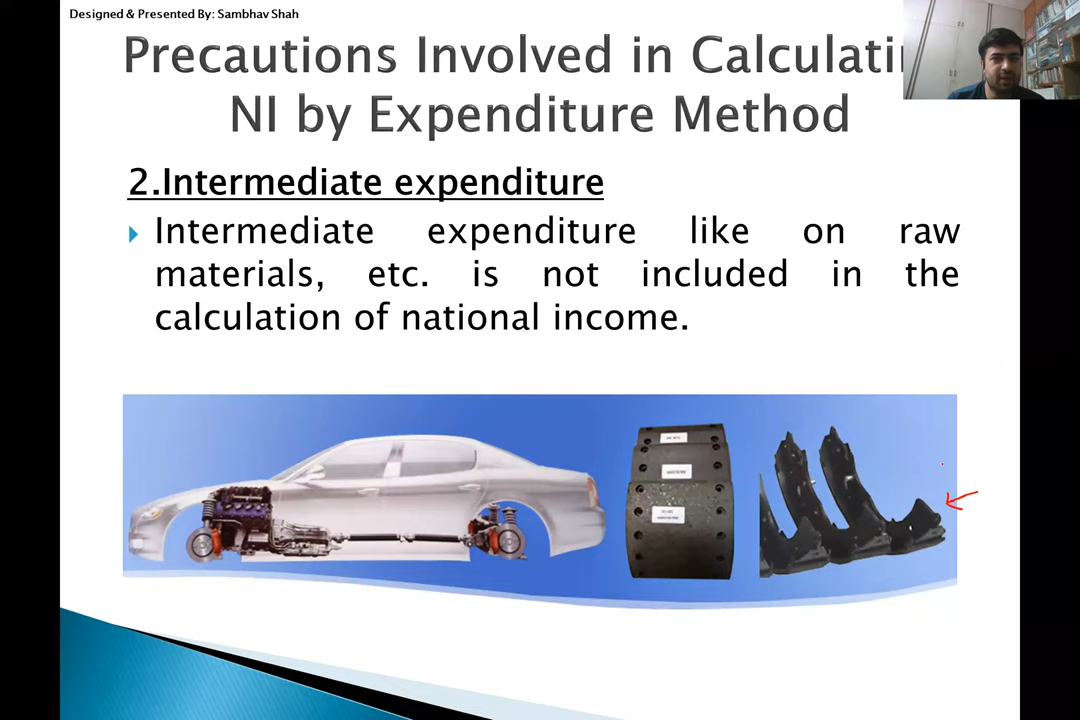 Designed & Presented By: Sambhav Shah
Precautions Involved in Calculatin
NI by Expenditure Method
2.Intermediate expenditure
Intermediate expenditure like on raw
materials, etc. is not included in the
calculation of national income.